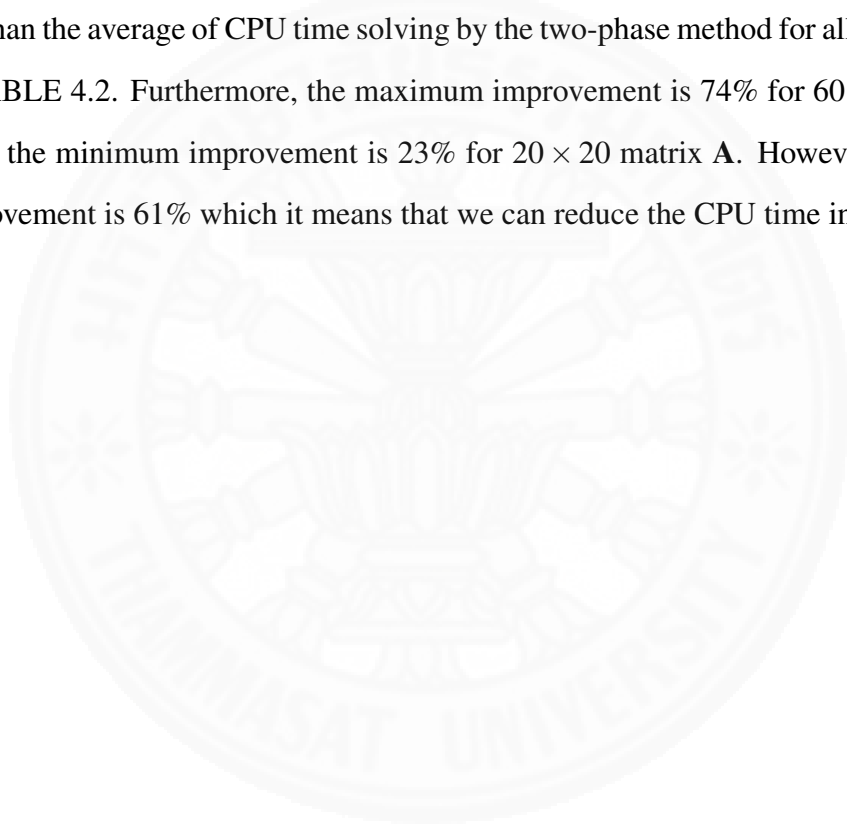 han the average of CPU time solving by the two-phase method for al
BLE 4.2. Furthermore, the maximum improvement is 74% for 60
the minimum improvement is 23% for 20 × 20 matrix A. Howev
ovement is 61% which it means that we can reduce the CPU time in
THAMMASAT UNIVERSITY